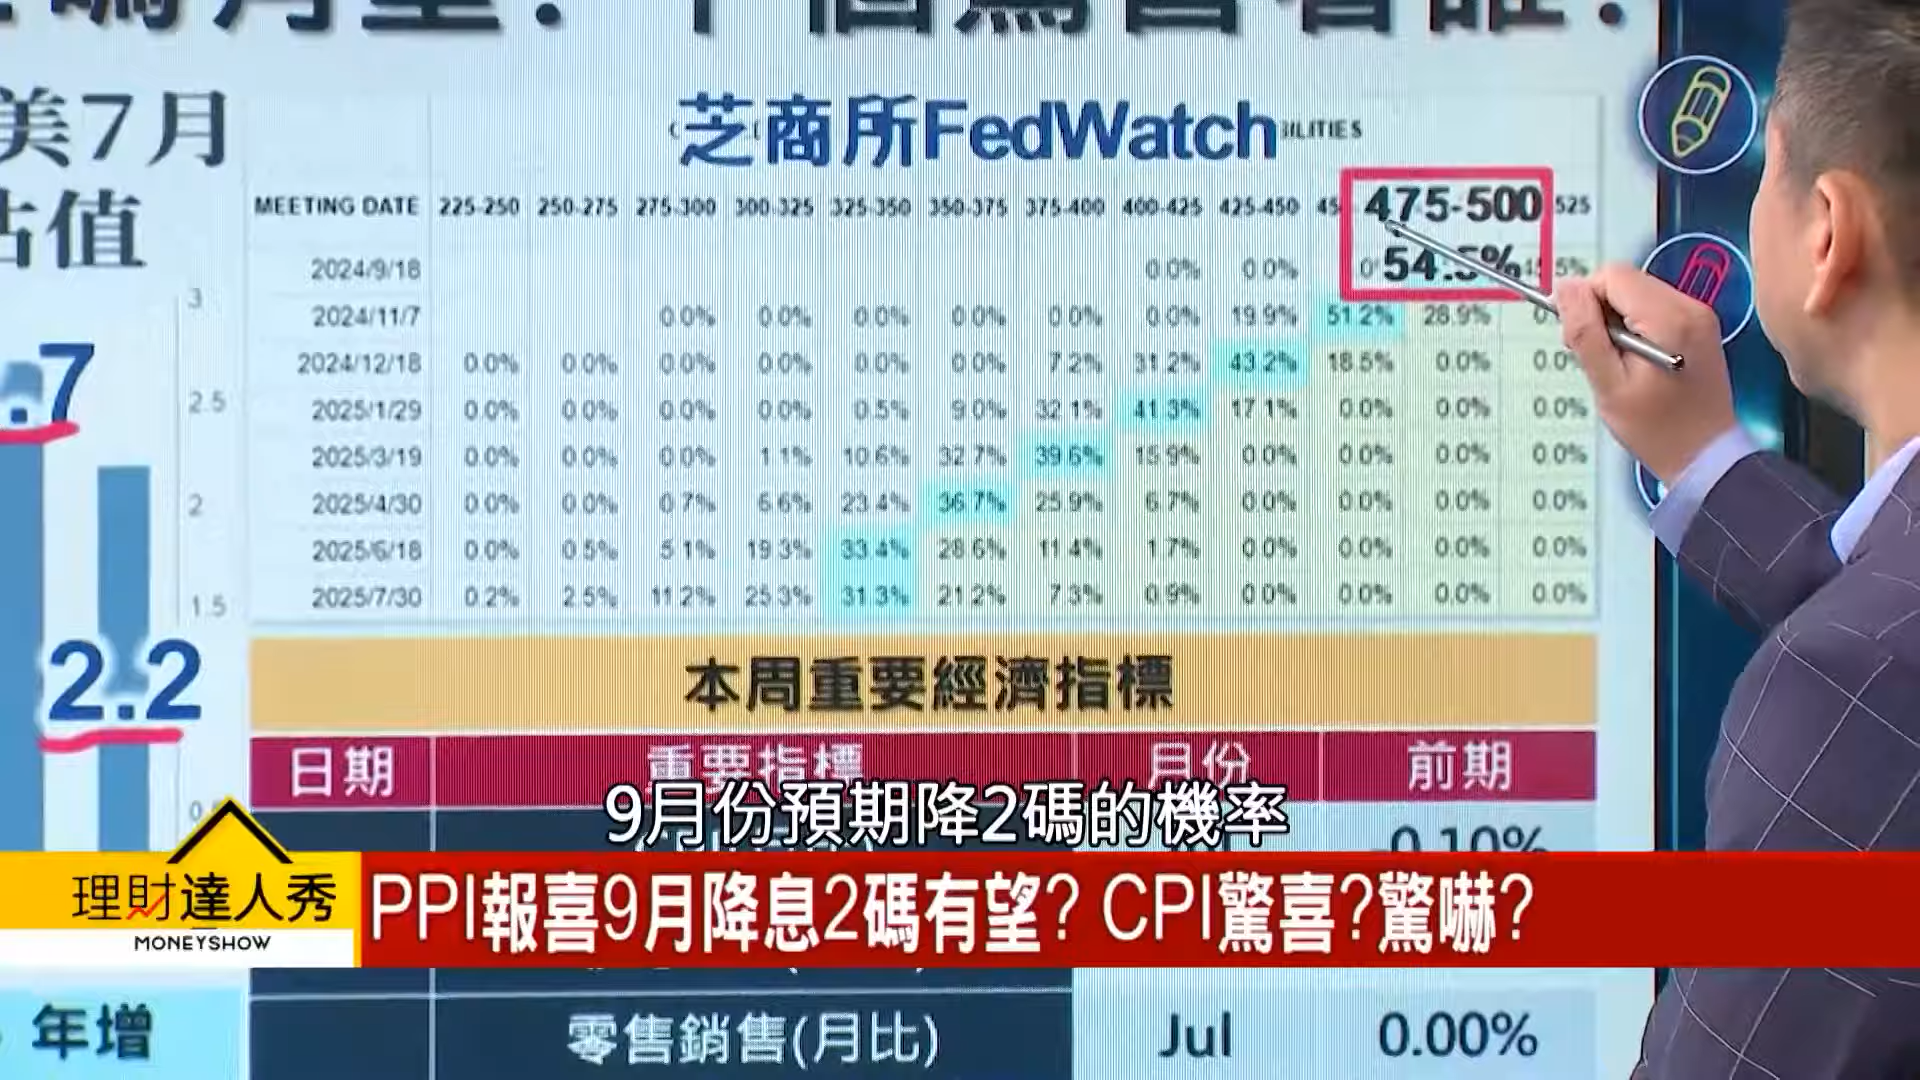 美7月
估值
芝商所FedWatch
ILITIES
MEETING DATE 225-250 250-275 275-300 300-325 325-350 350-375 375-400 400-425 425-450 45 475-500 525
2024/9/18 0.0% 0.0% 54.5%
2024/11/7 0.0% 0.0% 0.0% 0.0% 0.0% 0.0% 19.9% 51.2% 28.9%
2024/12/18 0.0% 0.0% 0.0% 0.0% 0.0% 0.0% 7.2% 31.2% 43.2% 18.5% 0.0% 0.0%
2025/1/29 0.0% 0.0% 0.0% 0.0% 0.5% 9.0% 32.1% 41.3% 17.1% 0.0% 0.0% 0.0%
2025/3/19 0.0% 0.0% 0.0% 1.1% 10.6% 32.7% 39.6% 15.9% 0.0% 0.0% 0.0% 0.0%
2025/4/30 0.0% 0.0% 0.7% 6.6% 23.4% 36.7% 25.9% 6.7% 0.0% 0.0% 0.0% 0.0%
2025/6/18 0.0% 0.5% 5.1% 19.3% 33.4% 28.6% 11.4% 1.7% 0.0% 0.0% 0.0% 0.0%
2025/7/30 0.2% 2.5% 11.2% 25.3% 31.3% 21.2% 7.3% 0.9% 0.0% 0.0% 0.0% 0.0%
3
2.5
2
1.5
.7
2.2
本周重要經濟指標
日期 重要指標 月份 前期
-0.10%
9月份預期降2碼的機率
理財達人秀
MONEYSHOW
PPI報喜9月降息2碼有望? CPI驚喜?驚嚇?
年增
零售銷售(月比) Jul 0.00%